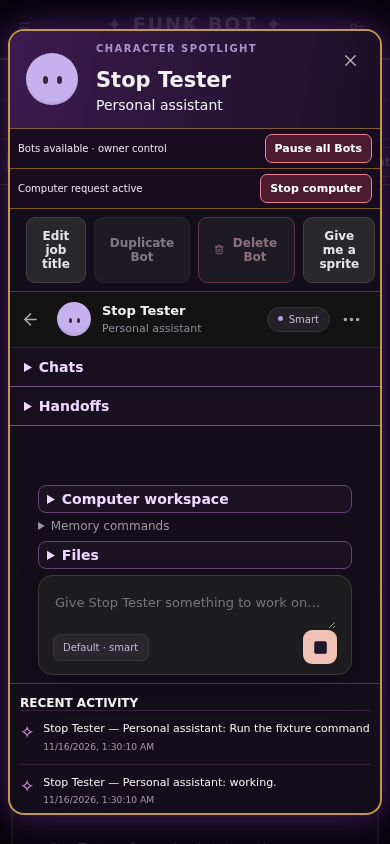 ✦ FUNK BOT ✦
CHARACTER SPOTLIGHT
Stop Tester
Personal assistant
Bots available · owner control
Pause all Bots
Computer request active
Stop computer
Edit job title
Duplicate Bot
Delete Bot
Give me a sprite
Stop Tester
Personal assistant
Smart
Chats
Handoffs
Computer workspace
Memory commands
Files
Give Stop Tester something to work on...
Default · smart
RECENT ACTIVITY
Stop Tester — Personal assistant: Run the fixture command
11/16/2026, 1:30:10 AM
Stop Tester — Personal assistant: working.
11/16/2026, 1:30:10 AM